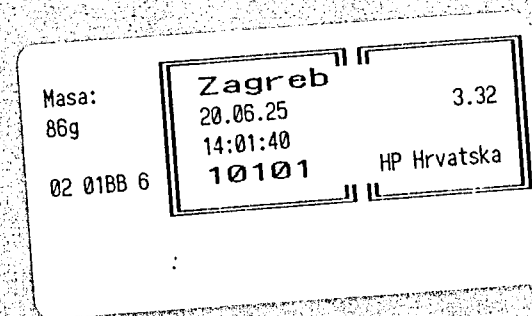 Masa:
86g
02 01BB 6
Zagreb
20.06.25
14:01:40
10101
3.32
HP Hrvatska
: